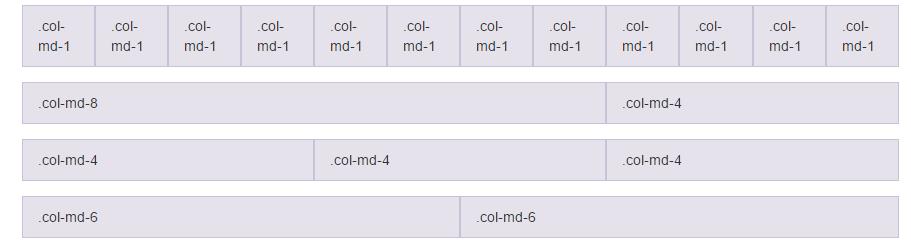 .col- .col- .col- .col- .col- .col- .col- .col- .col- .col- .col- .col-
md-1 md-1 md-1 md-1 md-1 md-1 md-1 md-1 md-1 md-1 md-1 md-1
.col-md-8 .col-md-4
.col-md-4 .col-md-4 .col-md-4
.col-md-6 .col-md-6